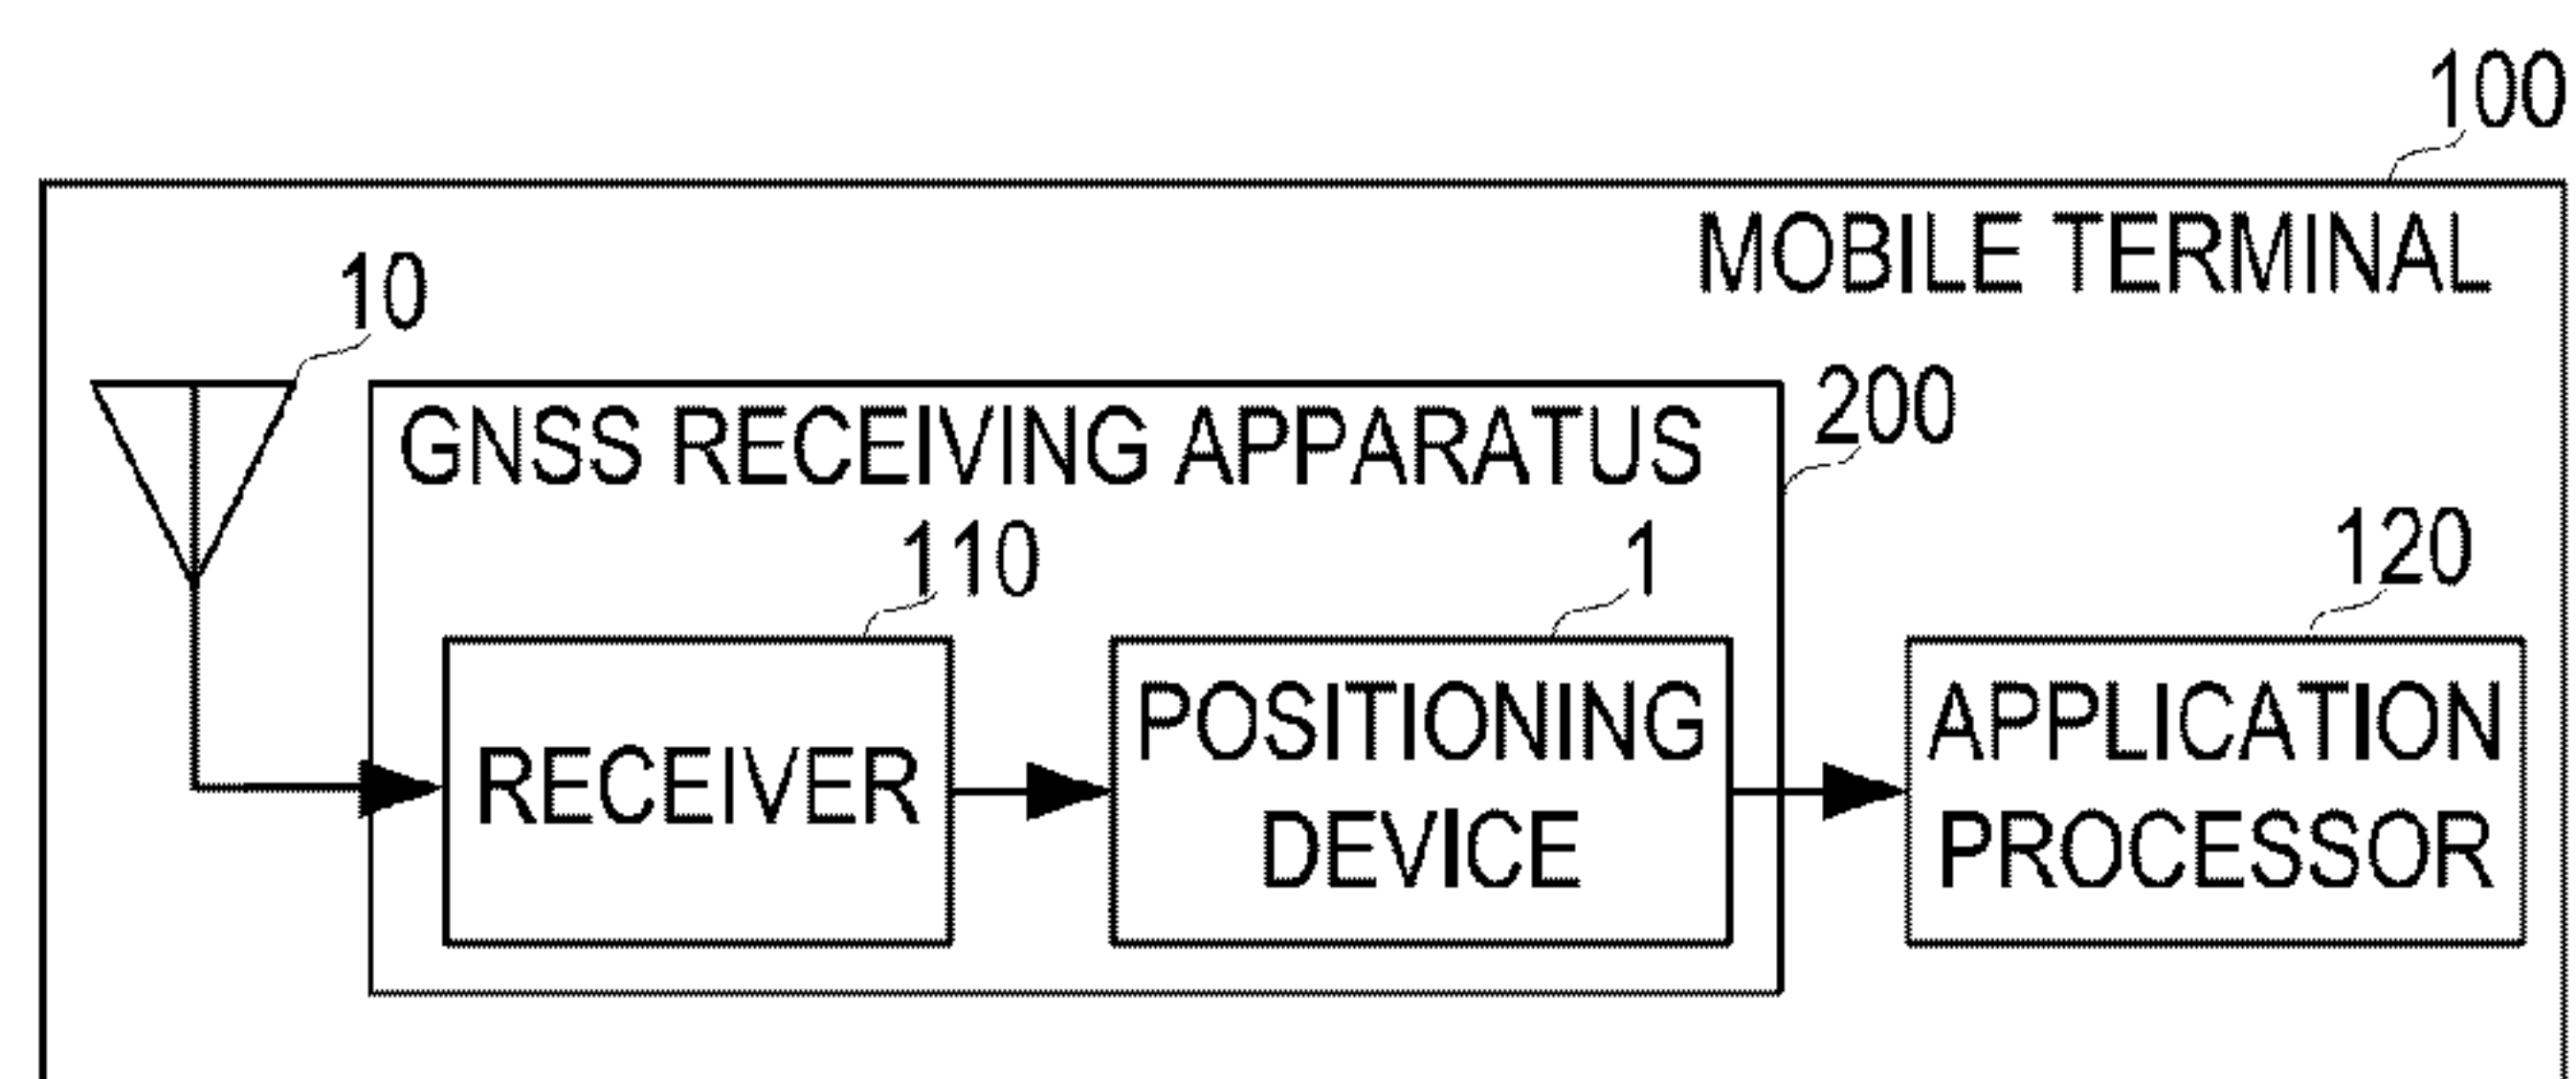 100
MOBILE TERMINAL
10
200
GNSS RECEIVING APPARATUS
110
1
120
RECEIVER
POSITIONING
DEVICE
APPLICATION
PROCESSOR